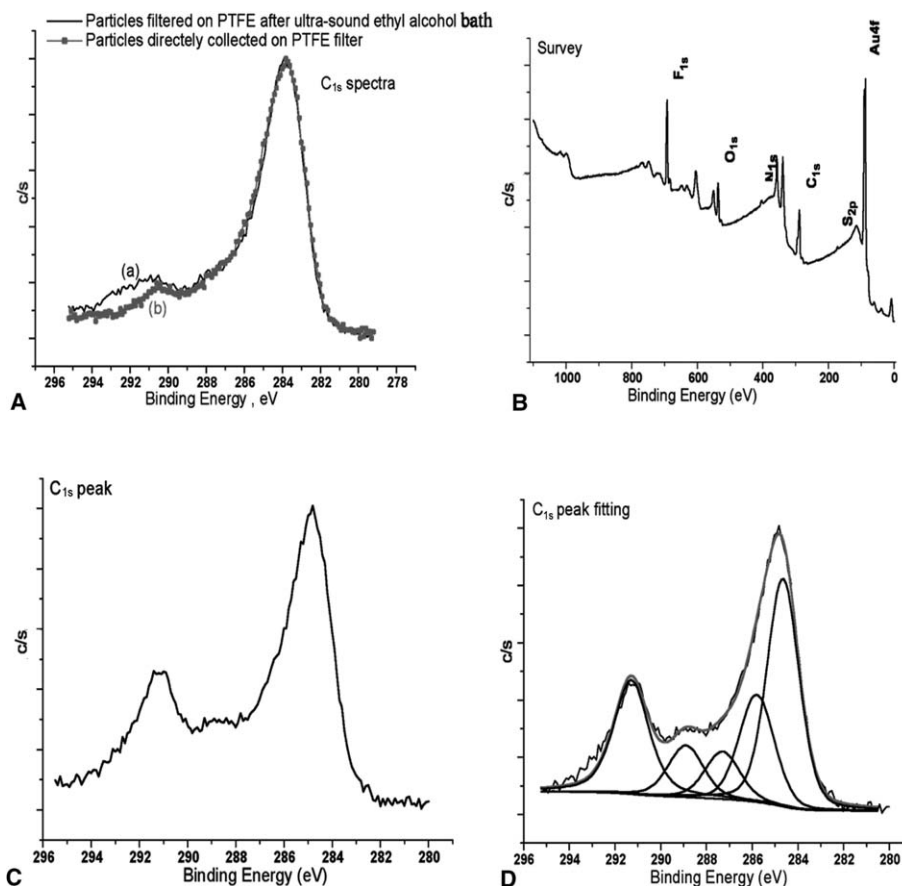 Particles filtered on PTFE after ultra-sound ethyl alcohol bath
Particles directely collected on PTFE filter
C1s spectra
c/s
(a)
(b)
296 294 292 290 288 286 284 282 280 278
Binding Energy , eV
A
Survey
F1s
O1s
N1s
C1s
S2p
Au4f
c/s
1000 800 600 400 200 0
Binding Energy (eV)
B
C1s peak
c/s
296 294 292 290 288 286 284 282 280
Binding Energy (eV)
C
C1s peak fitting
c/s
296 294 292 290 288 286 284 282 280
Binding Energy (eV)
D